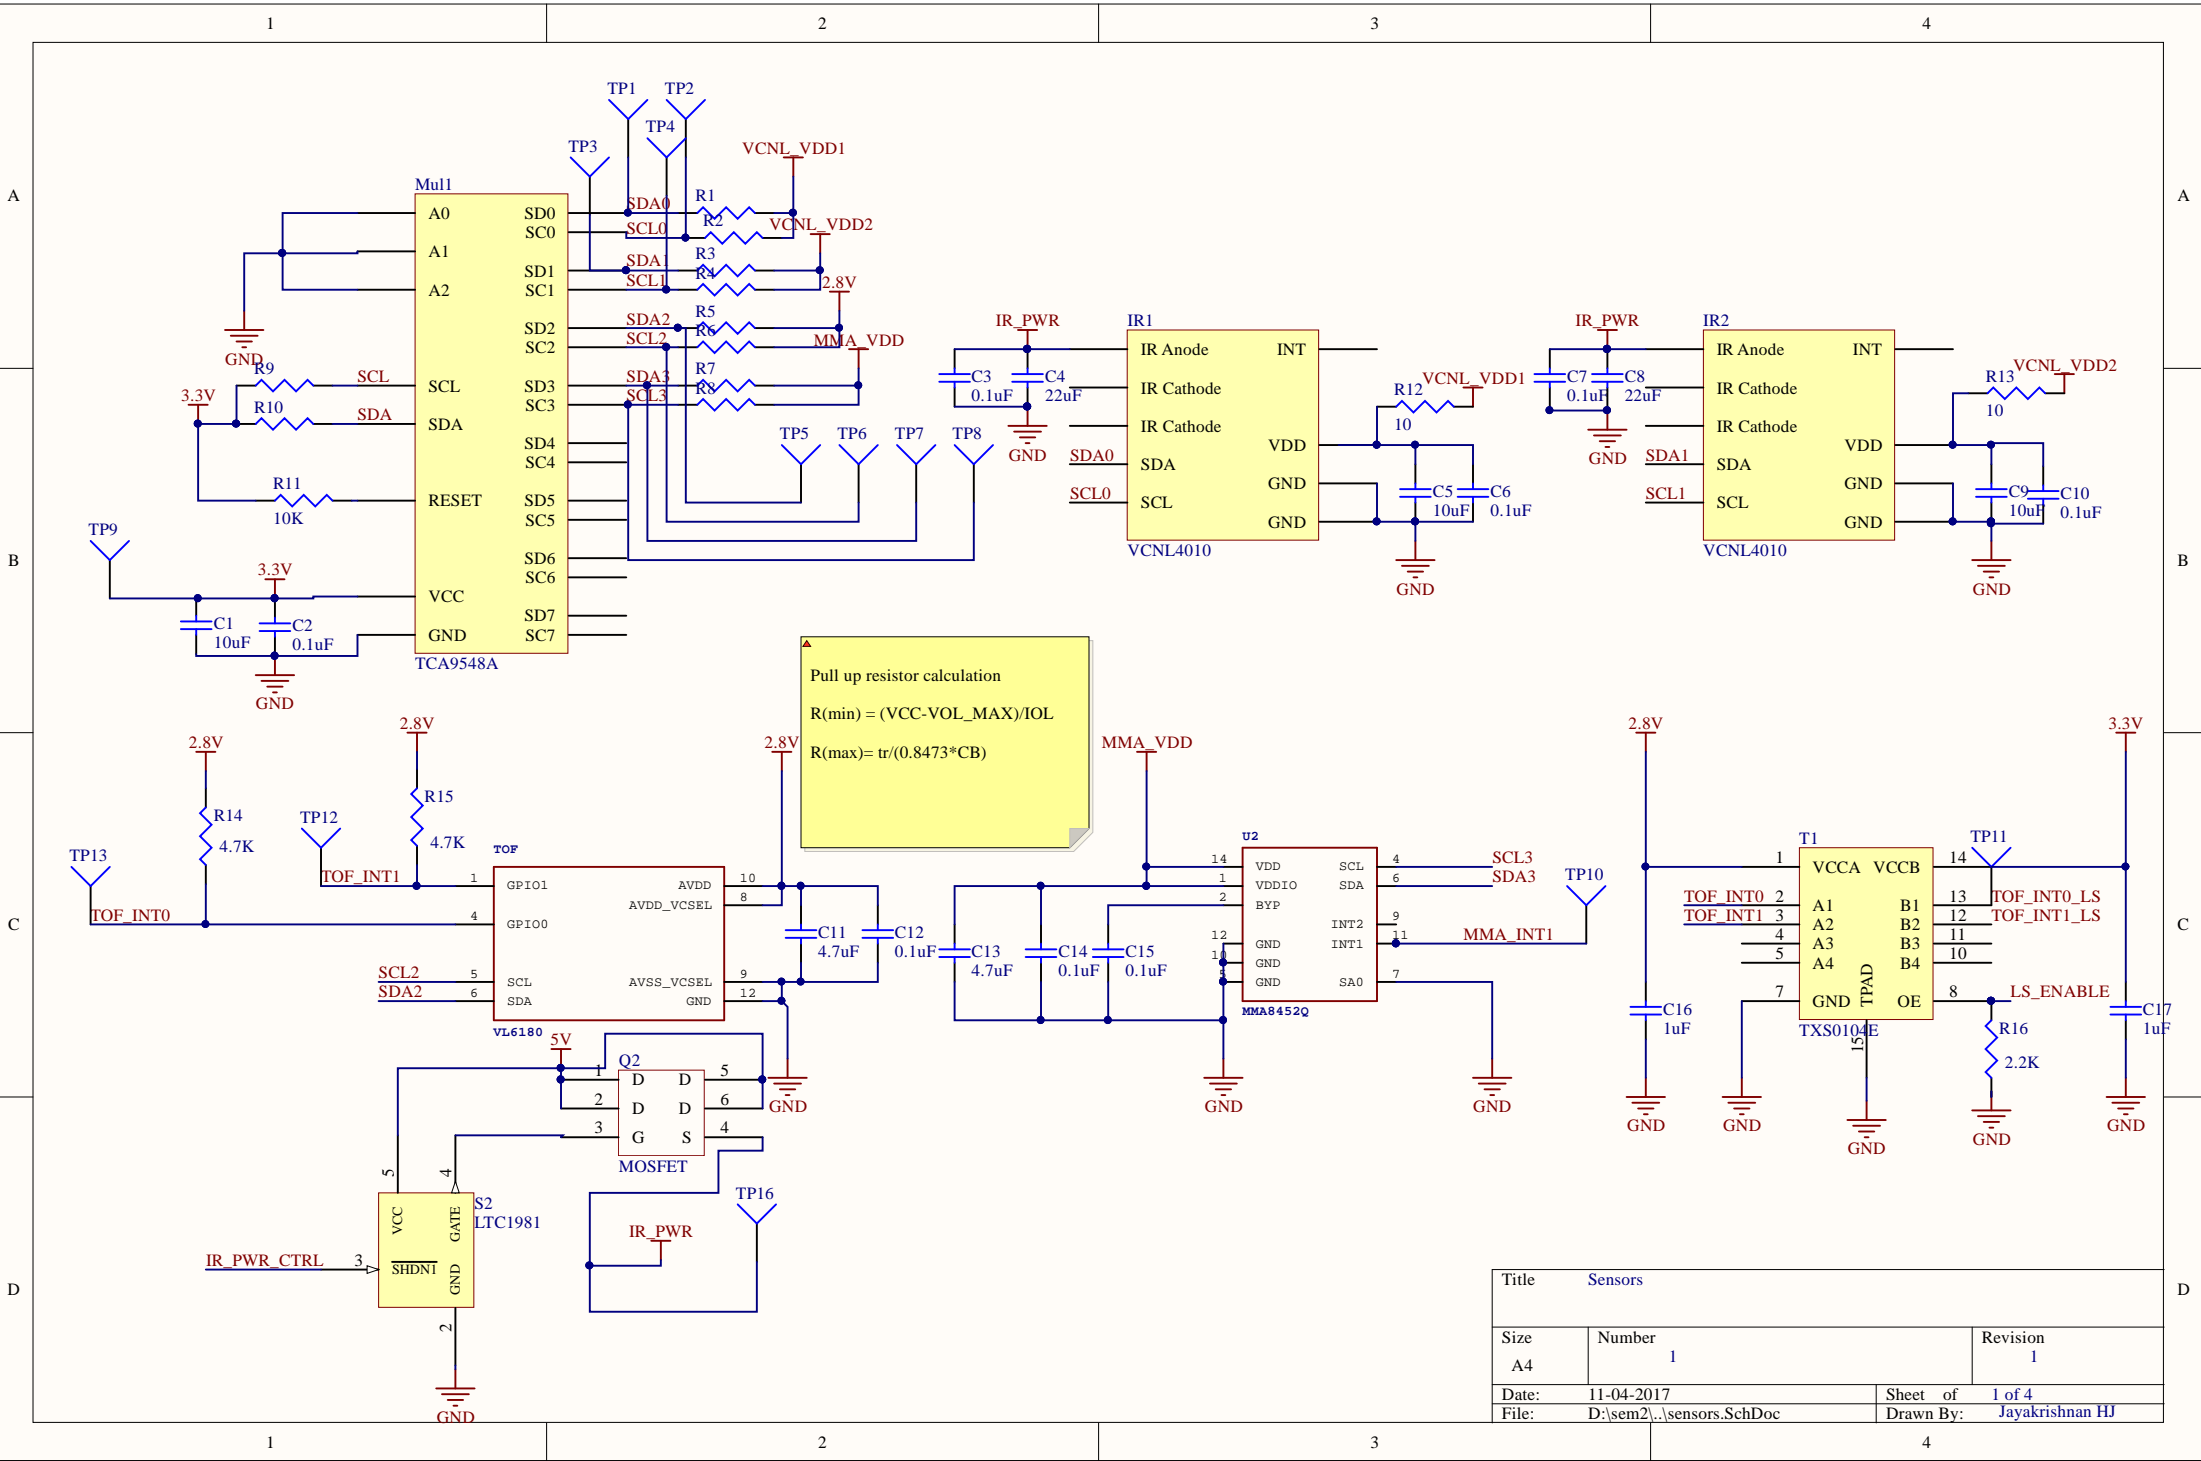 1 2 3 4
A A
B B
C C
D D
1 2 3 4
TP1 TP2
TP4
TP3
VCNL_VDD1
Mul1
A0 SD0 SDA0 R1
SC0 SCL0 R2 VCNL_VDD2
A1 SD1 SDA1 R3
A2 SC1 SCL1 R4 2.8V
SD2 SDA2 R5
SC2 SCL2 R6 MMA_VDD
GND
R9 SCL SCL SD3 SDA3 R7
SC3 SCL3 R8
3.3V R10 SDA SDA
SD4
SC4
TP5 TP6 TP7 TP8
R11 RESET SD5
10K SC5
TP9
SD6
SC6
3.3V
VCC
SD7
GND SC7
C1 10uF
C2 0.1uF
GND
TCA9548A
IR_PWR IR1
IR Anode INT
IR Cathode
IR Cathode
VDD
SDA0 SDA
GND
SCL0 SCL
GND
VCNL4010
C3 0.1uF
C4 22uF
GND
VCNL_VDD1
R12
10
C5 10uF
C6 0.1uF
GND
IR_PWR IR2
IR Anode INT
IR Cathode
IR Cathode
VDD
SDA1 SDA
GND
SCL1 SCL
GND
VCNL4010
C7 0.1uF
C8 22uF
GND
VCNL_VDD2
R13
10
C9 10uF
C10 0.1uF
GND
Pull up resistor calculation
R(min) = (VCC-VOL_MAX)/IOL
R(max)= tr/(0.8473*CB)
2.8V 2.8V 2.8V
R14
4.7K
R15
4.7K
TP12
TP13
TOF_INT1
TOF_INT0
TOF
1 GPIO1 AVDD 10
AVDD_VCSEL 8
4 GPIO0
SCL2 5 SCL AVSS_VCSEL 9
SDA2 6 SDA GND 12
VL6180
C11 4.7uF
C12 0.1uF
GND
MMA_VDD
U2
14 VDD SCL 4 SCL3
1 VDDIO SDA 6 SDA3
2 BYP
INT2 9
12 GND INT1 11 MMA_INT1
10 GND
5 GND SA0 7
MMA8452Q
TP10
C13 4.7uF
C14 0.1uF
C15 0.1uF
GND
GND
2.8V 3.3V
T1 TP11
1 VCCA VCCB 14
TOF_INT0 2 A1 B1 13 TOF_INT0_LS
TOF_INT1 3 A2 B2 12 TOF_INT1_LS
4 A3 B3 11
5 A4 B4 10
7 GND TPAD OE 8 LS_ENABLE
TXS0104E
15
C16 1uF
R16
2.2K
C17 1uF
GND GND GND GND GND
5V
Q2
1 D D 5
2 D D 6
3 G S 4
MOSFET
5 4
VCC GATE
S2
LTC1981
IR_PWR_CTRL 3 SHDN1 GND
2
GND
TP16
IR_PWR
Title Sensors
Size Number Revision
A4 1 1
Date: 11-04-2017 Sheet of 1 of 4
File: D:\sem2\..\sensors.SchDoc Drawn By: Jayakrishnan HJ